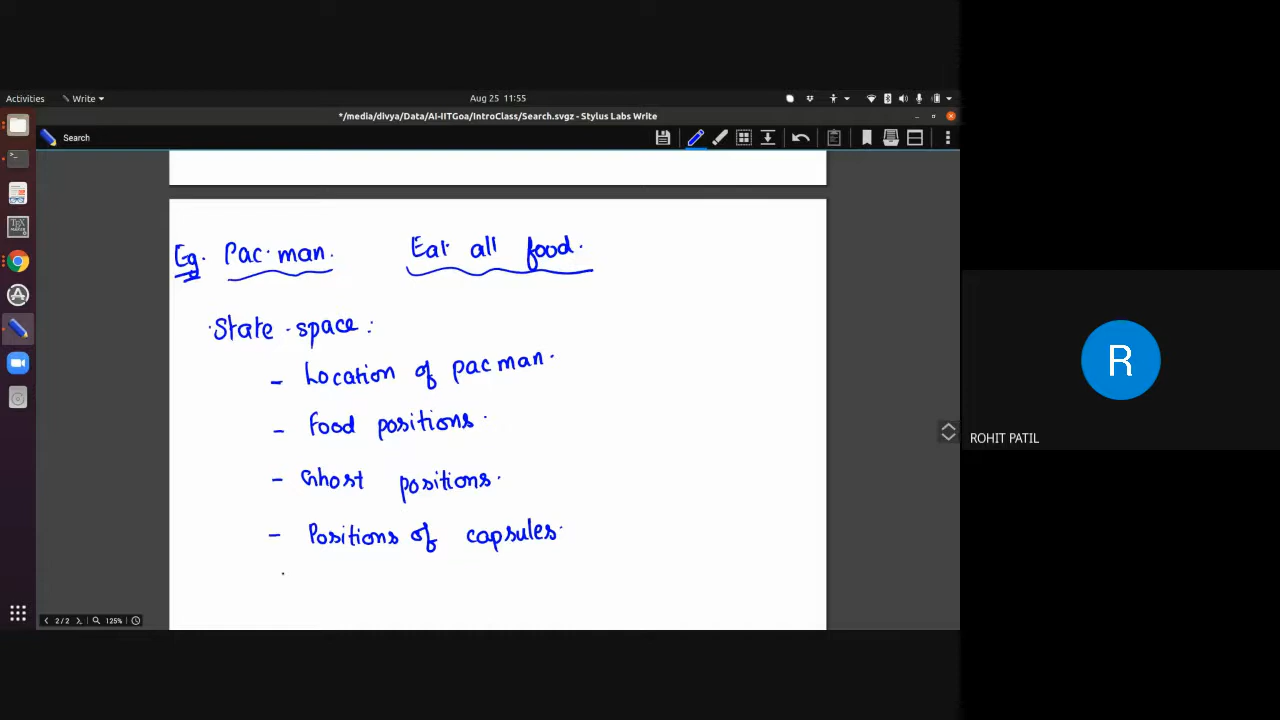 Activities Write Aug 25 11:55
*/media/divya/Data/AI-IITGoa/IntroClass/Search.svgz - Stylus Labs Write
Search
Eg. Pac-man. Eat all food.
State-space:
- Location of pacman.
- Food positions.
- Ghost positions.
- Positions of capsules.
2/2 125%
R
ROHIT PATIL